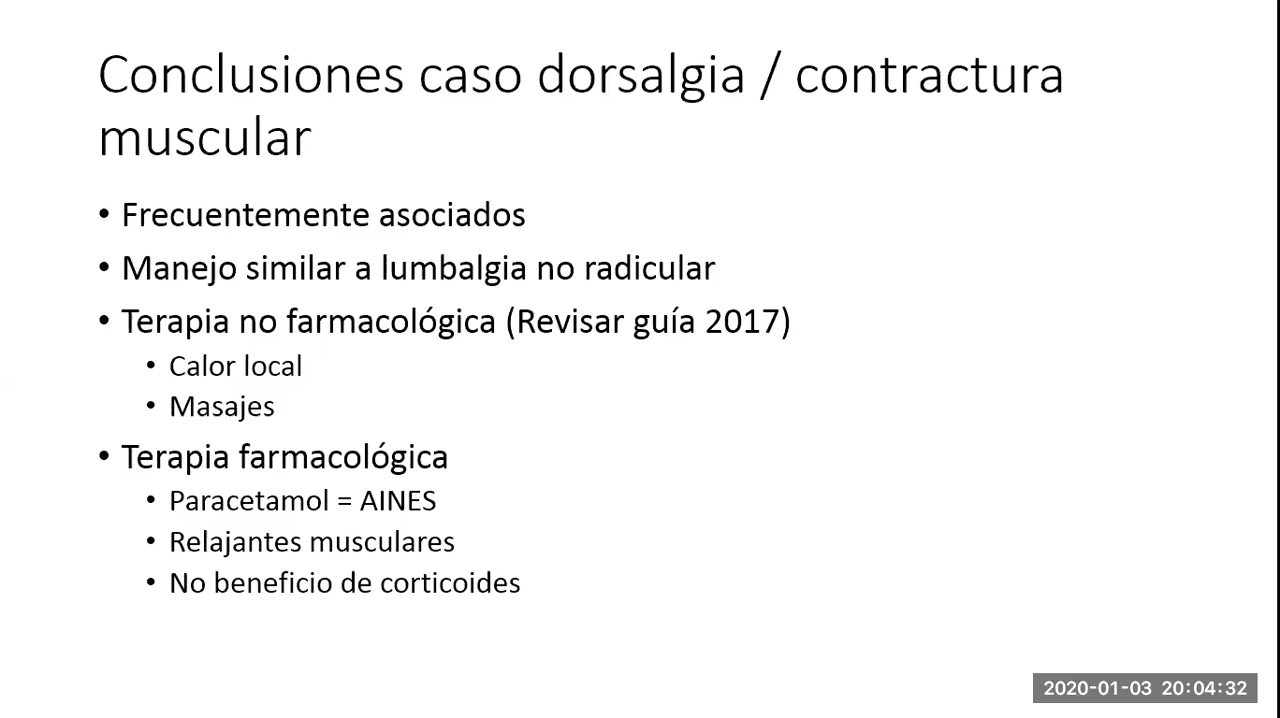 Conclusiones caso dorsalgia / contractura
muscular
• Frecuentemente asociados
• Manejo similar a lumbalgia no radicular
• Terapia no farmacológica (Revisar guía 2017)
• Calor local
• Masajes
• Terapia farmacológica
• Paracetamol = AINES
• Relajantes musculares
• No beneficio de corticoides
2020-01-03 20:04:32